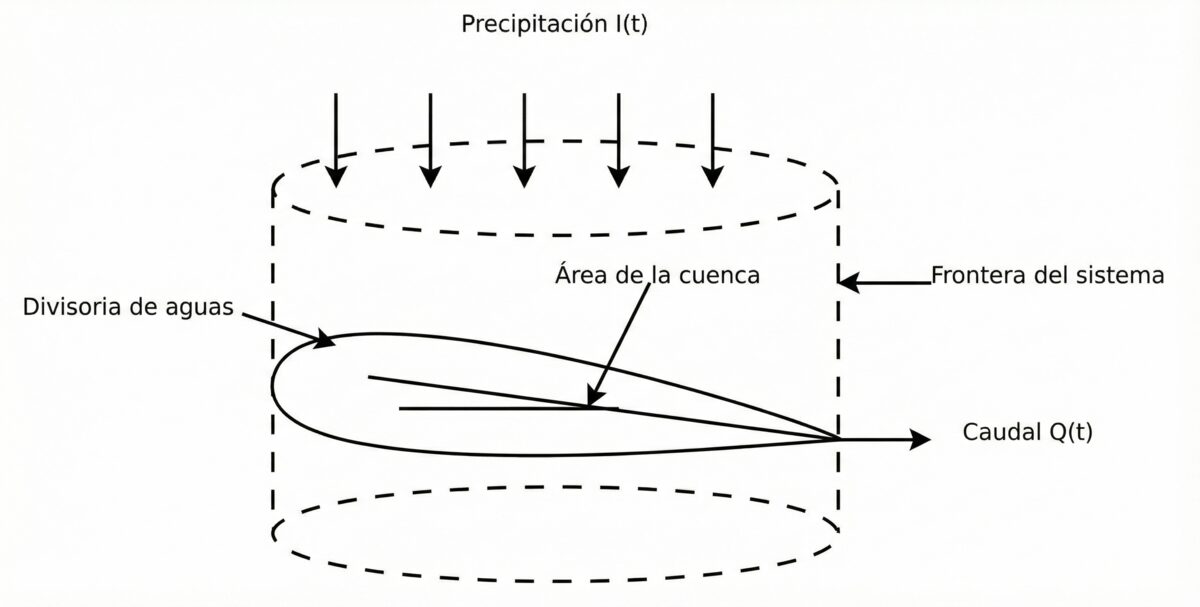 Precipitación I(t)
Área de la cuenca
Frontera del sistema
Divisoria de aguas
Caudal Q(t)